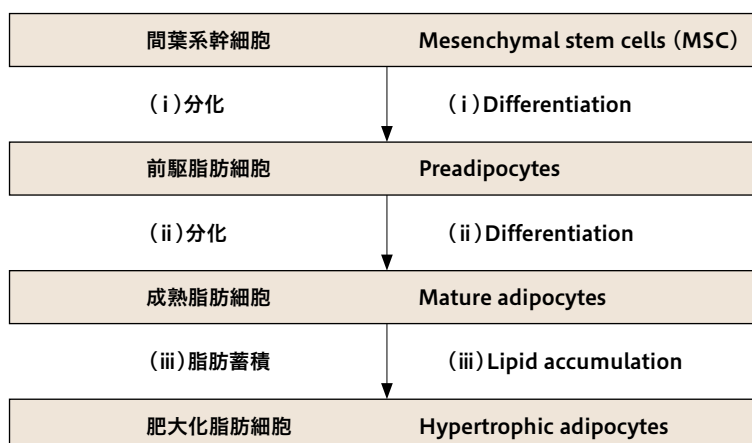 間葉系幹細胞 Mesenchymal stem cells (MSC)
(ⅰ)分化 (ⅰ)Differentiation
前駆脂肪細胞 Preadipocytes
(ⅱ)分化 (ⅱ)Differentiation
成熟脂肪細胞 Mature adipocytes
(ⅲ)脂肪蓄積 (ⅲ)Lipid accumulation
肥大化脂肪細胞 Hypertrophic adipocytes